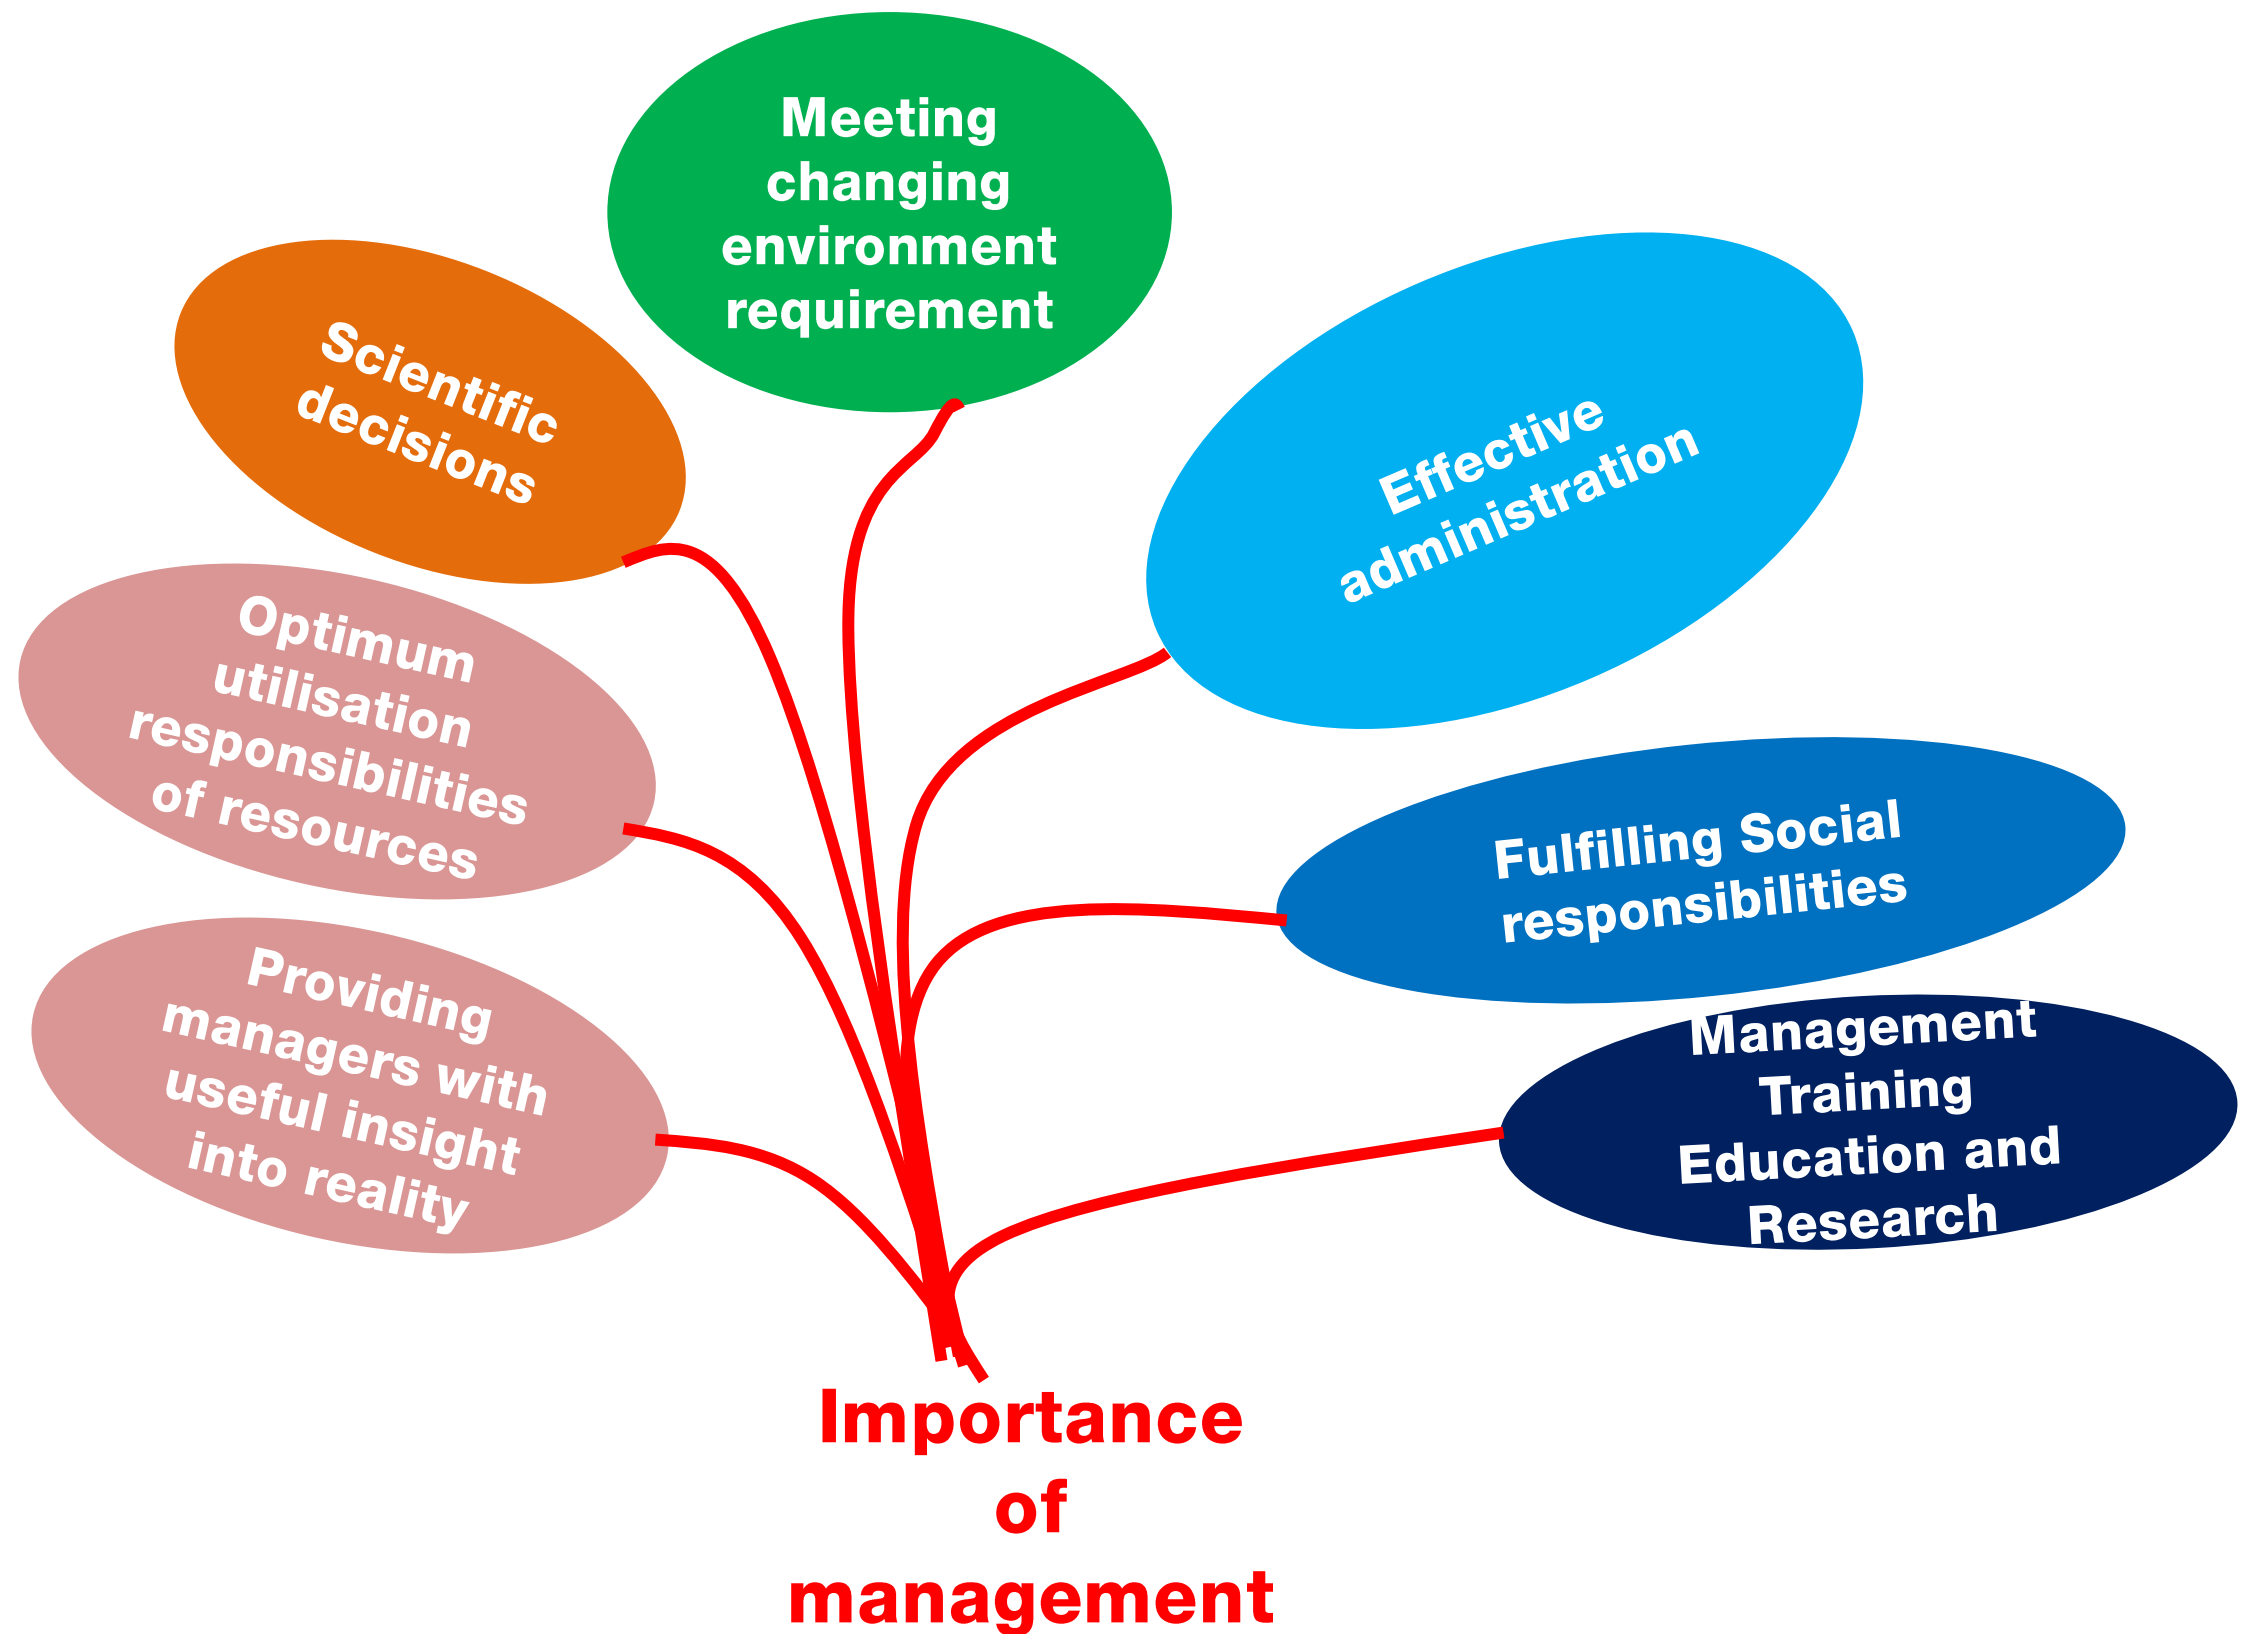 Meeting
changing
environment
requirement
Scientific
decisions
Effective
administration
Optimum
utilisation
responsibilities
of resources
Fulfilling Social
responsibilities
Providing
managers with
useful insight
into reality
Management
Training
Education and
Research
Importance
of
management